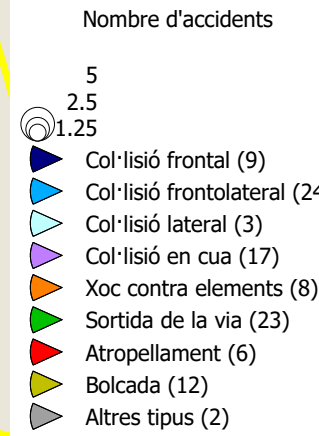 Nombre d'accidents
5
2.5
1.25
Col·lisió frontal (9)
Col·lisió frontolateral (24
Col·lisió lateral (3)
Col·lisió en cua (17)
Xoc contra elements (8)
Sortida de la via (23)
Atropellament (6)
Bolcada (12)
Altres tipus (2)